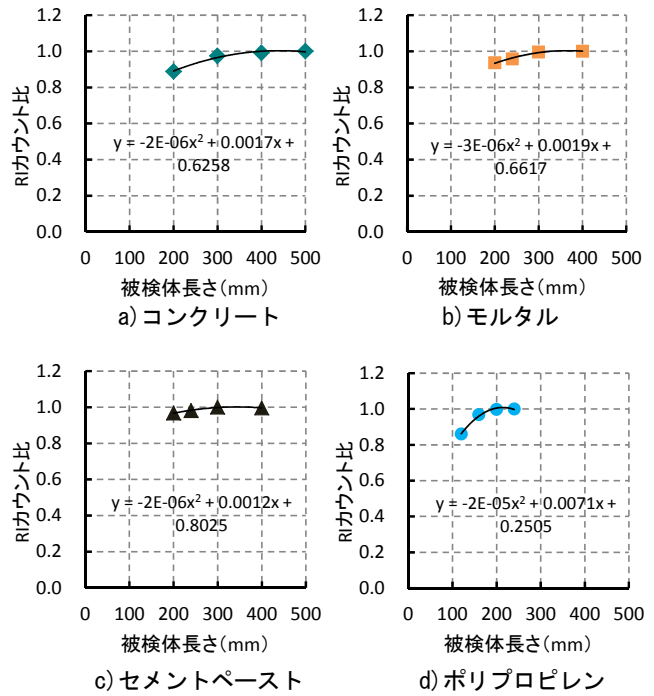 1.2
1.0
0.8
0.6
0.4
0.2
0.0
RIカウント比
y = -2E-06x² + 0.0017x +
0.6258
0 100 200 300 400 500
被検体長さ(mm)
a)コンクリート
1.2
1.0
0.8
0.6
0.4
0.2
0.0
RIカウント比
y = -3E-06x² + 0.0019x +
0.6617
0 100 200 300 400 500
被検体長さ(mm)
b)モルタル
1.2
1.0
0.8
0.6
0.4
0.2
0.0
RIカウント比
y = -2E-06x² + 0.0012x +
0.8025
0 100 200 300 400 500
被検体長さ(mm)
c)セメントペースト
1.2
1.0
0.8
0.6
0.4
0.2
0.0
RIカウント比
y = -2E-05x² + 0.0071x +
0.2505
0 100 200 300 400 500
被検体長さ(mm)
d)ポリプロピレン